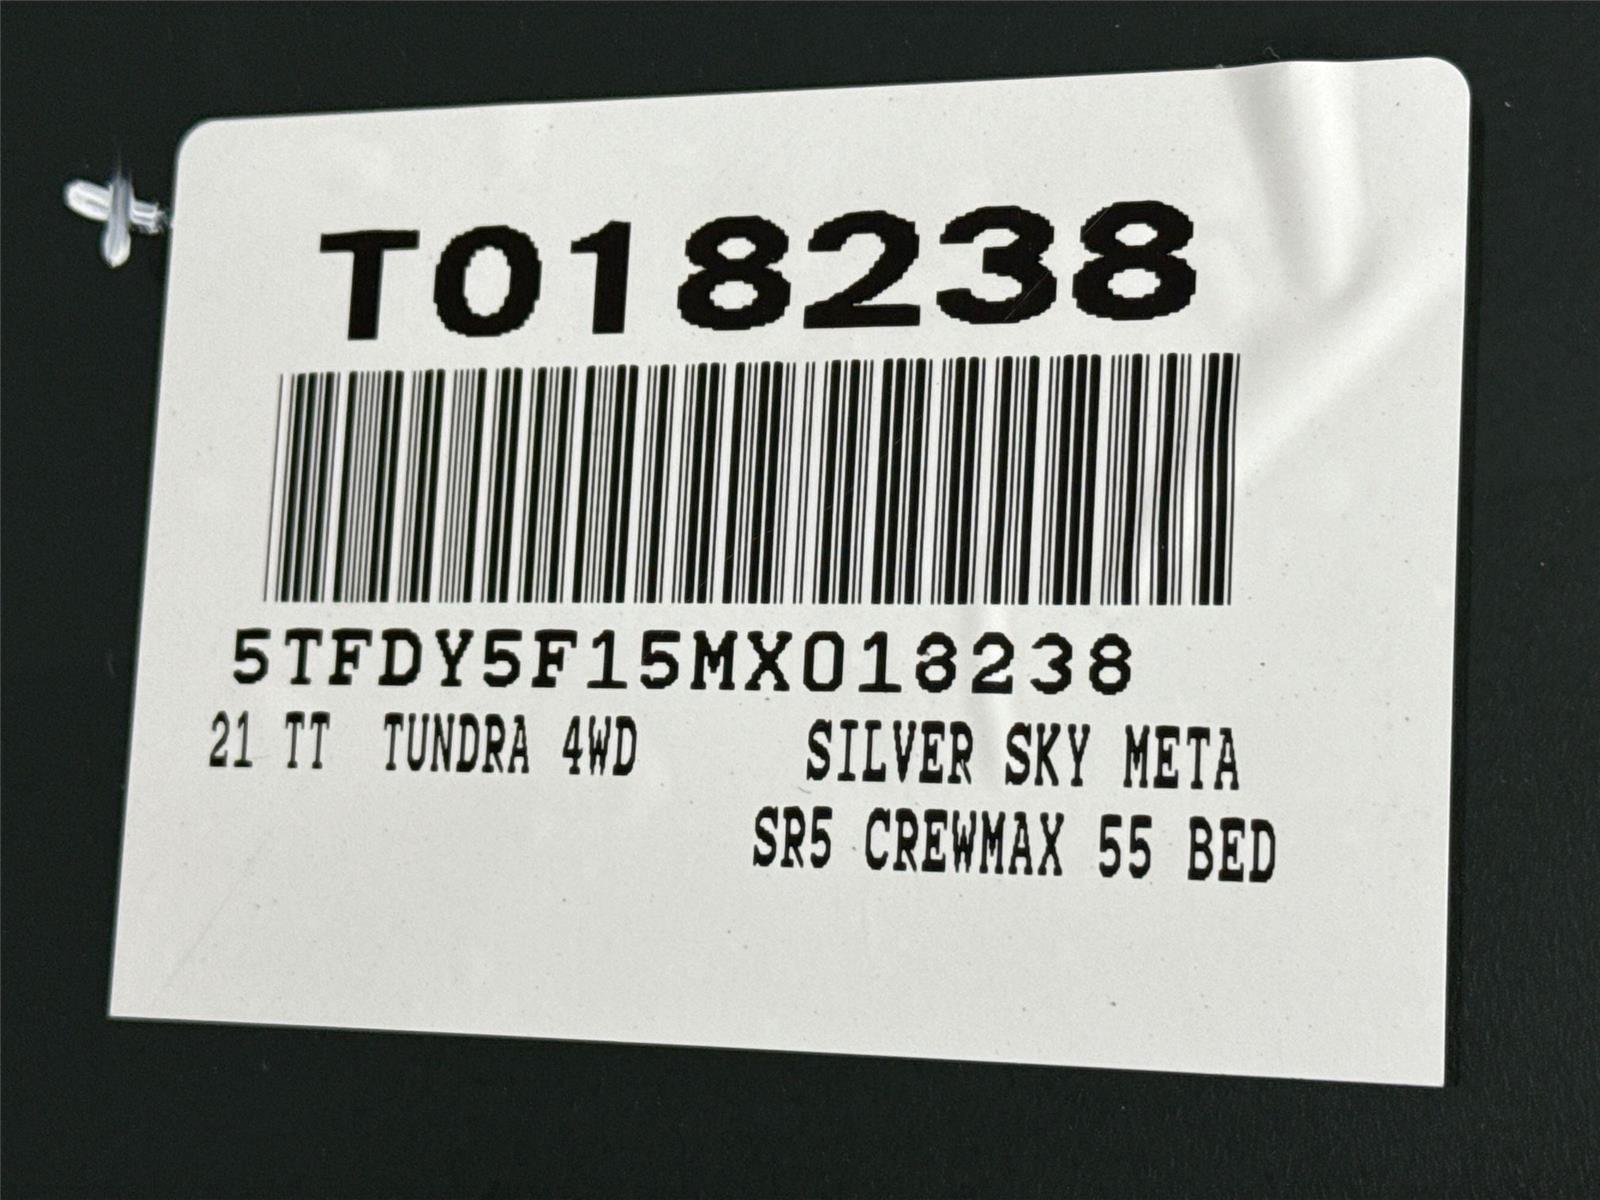 T018238
5TFDY5F15MX018238
21 TT TUNDRA 4WD SILVER SKY META
SR5 CREWMAX 55 BED